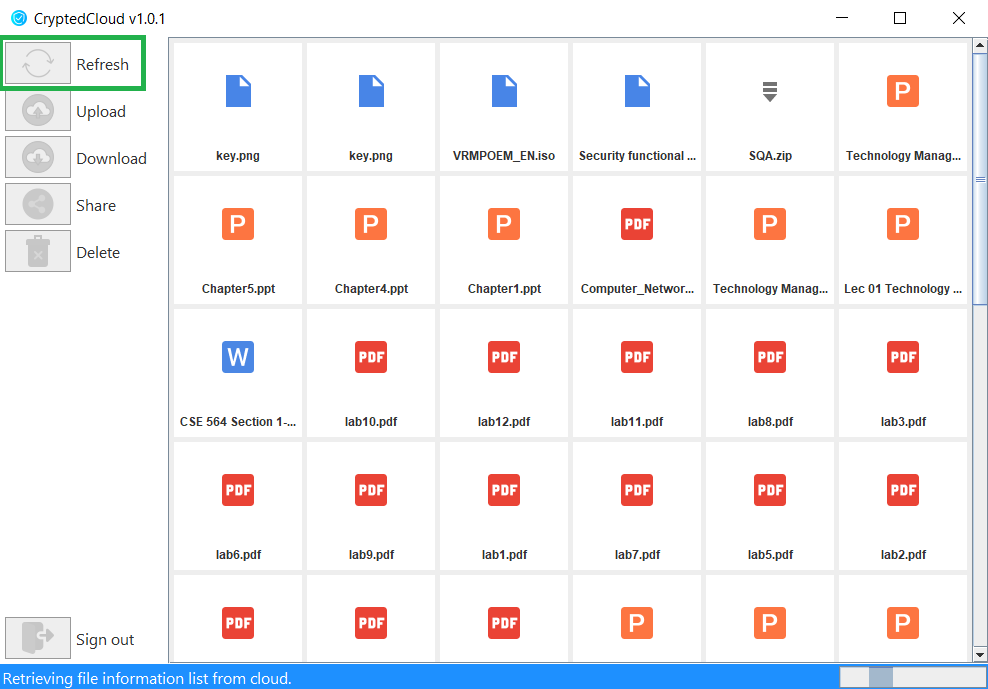 CryptedCloud v1.0.1
Refresh
Upload
Download
Share
Delete
Sign out
key.png
key.png
VRMPOEM_EN.iso
Security functional ...
SQA.zip
P
Technology Manag...
P
Chapter5.ppt
P
Chapter4.ppt
P
Chapter1.ppt
PDF
Computer_Networ...
P
Technology Manag...
P
Lec 01 Technology ...
W
CSE 564 Section 1-...
PDF
lab10.pdf
PDF
lab12.pdf
PDF
lab11.pdf
PDF
lab8.pdf
PDF
lab3.pdf
PDF
lab6.pdf
PDF
lab9.pdf
PDF
lab1.pdf
PDF
lab7.pdf
PDF
lab5.pdf
PDF
lab2.pdf
PDF
PDF
PDF
P
P
P
Retrieving file information list from cloud.